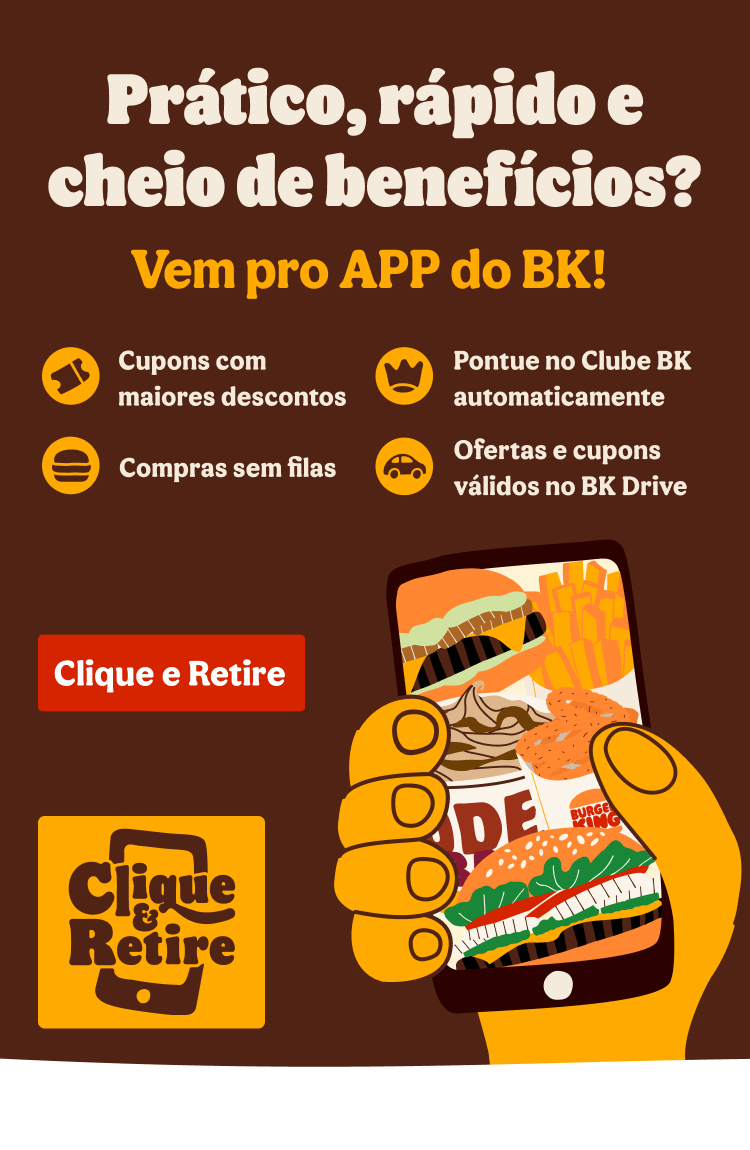 Prático, rápido e
cheio de benefícios?
Vem pro APP do BK!
Cupons com
maiores descontos
Pontue no Clube BK
automaticamente
Compras sem filas
Ofertas e cupons
válidos no BK Drive
Clique e Retire
Clique
&
Retire
BURGER
KING